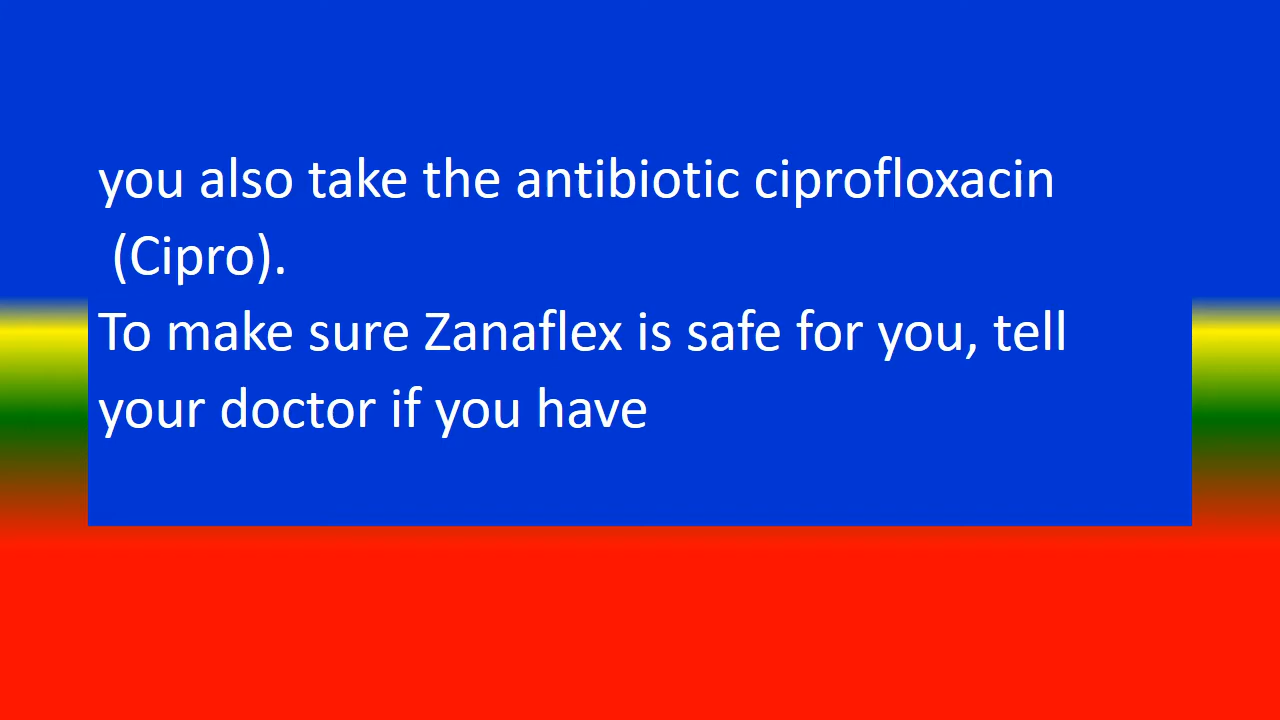 you also take the antibiotic ciprofloxacin
(Cipro).
To make sure Zanaflex is safe for you, tell
your doctor if you have